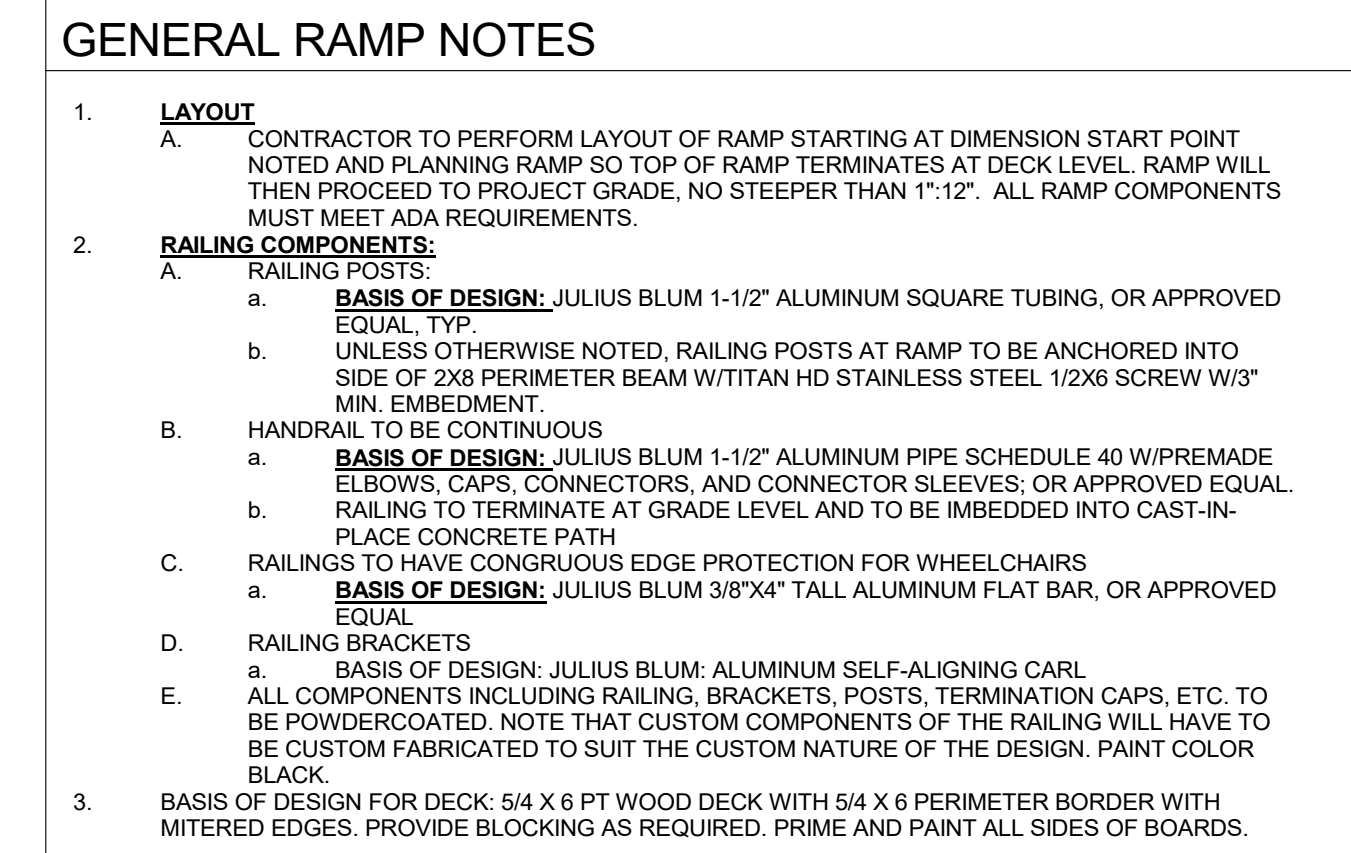 GENERAL RAMP NOTES
1. LAYOUT
A. CONTRACTOR TO PERFORM LAYOUT OF RAMP STARTING AT DIMENSION START POINT
NOTED AND PLANNING RAMP SO TOP OF RAMP TERMINATES AT DECK LEVEL. RAMP WILL
THEN PROCEED TO PROJECT GRADE, NO STEEPER THAN 1":12". ALL RAMP COMPONENTS
MUST MEET ADA REQUIREMENTS.
2. RAILING COMPONENTS:
A. RAILING POSTS:
a. BASIS OF DESIGN: JULIUS BLUM 1-1/2" ALUMINUM SQUARE TUBING, OR APPROVED
EQUAL, TYP.
b. UNLESS OTHERWISE NOTED, RAILING POSTS AT RAMP TO BE ANCHORED INTO
SIDE OF 2X8 PERIMETER BEAM W/TITAN HD STAINLESS STEEL 1/2X6 SCREW W/3"
MIN. EMBEDMENT.
B. HANDRAIL TO BE CONTINUOUS
a. BASIS OF DESIGN: JULIUS BLUM 1-1/2" ALUMINUM PIPE SCHEDULE 40 W/PREMADE
ELBOWS, CAPS, CONNECTORS, AND CONNECTOR SLEEVES; OR APPROVED EQUAL.
b. RAILING TO TERMINATE AT GRADE LEVEL AND TO BE IMBEDDED INTO CAST-IN-
PLACE CONCRETE PATH
C. RAILINGS TO HAVE CONGRUOUS EDGE PROTECTION FOR WHEELCHAIRS
a. BASIS OF DESIGN: JULIUS BLUM 3/8"X4" TALL ALUMINUM FLAT BAR, OR APPROVED
EQUAL
D. RAILING BRACKETS
a. BASIS OF DESIGN: JULIUS BLUM: ALUMINUM SELF-ALIGNING CARL
E. ALL COMPONENTS INCLUDING RAILING, BRACKETS, POSTS, TERMINATION CAPS, ETC. TO
BE POWDERCOATED. NOTE THAT CUSTOM COMPONENTS OF THE RAILING WILL HAVE TO
BE CUSTOM FABRICATED TO SUIT THE CUSTOM NATURE OF THE DESIGN. PAINT COLOR
BLACK.
3. BASIS OF DESIGN FOR DECK: 5/4 X 6 PT WOOD DECK WITH 5/4 X 6 PERIMETER BORDER WITH
MITERED EDGES. PROVIDE BLOCKING AS REQUIRED. PRIME AND PAINT ALL SIDES OF BOARDS.